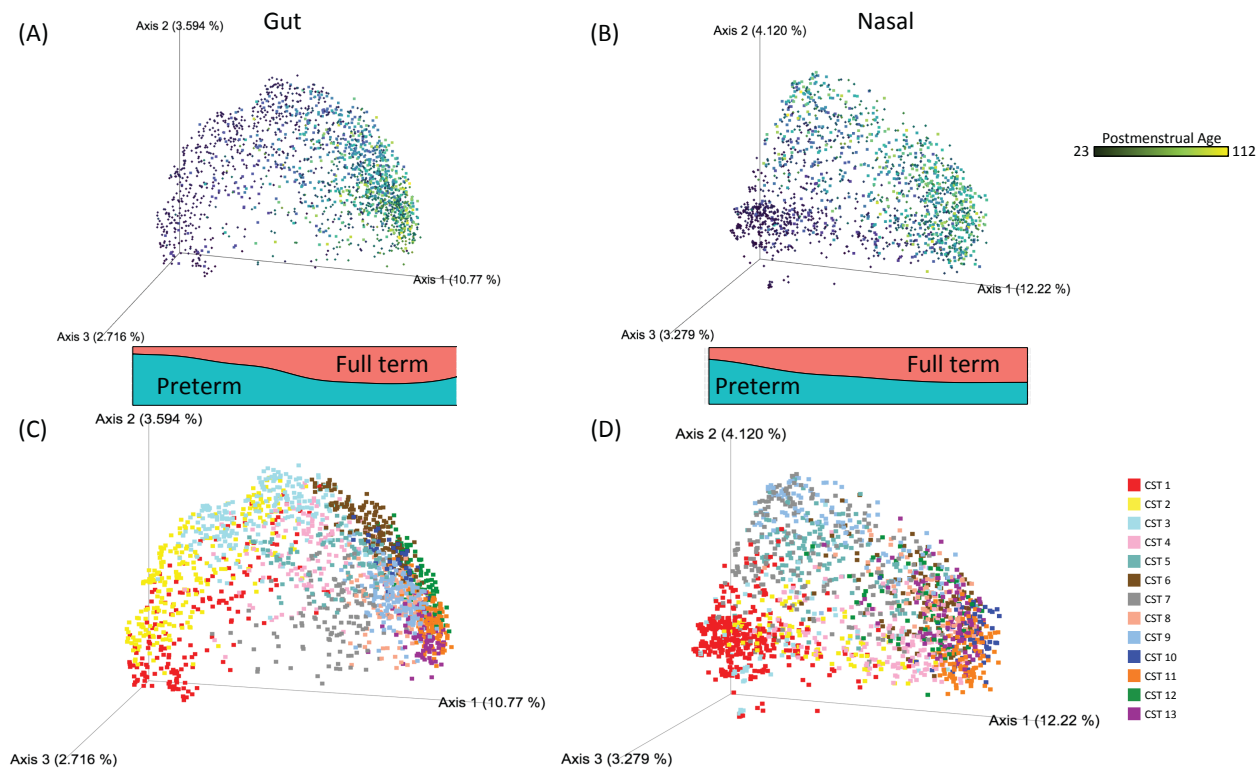 (A)
Gut
Axis 2 (3.594 %)
Axis 1 (10.77 %)
Axis 3 (2.716 %)
(B)
Nasal
Axis 2 (4.120 %)
Axis 1 (12.22 %)
Axis 3 (3.279 %)
Postmenstrual Age
23 112
Full term
Preterm
Full term
Preterm
(C)
Axis 2 (3.594 %)
Axis 1 (10.77 %)
Axis 3 (2.716 %)
(D)
Axis 2 (4.120 %)
Axis 1 (12.22 %)
Axis 3 (3.279 %)
CST 1
CST 2
CST 3
CST 4
CST 5
CST 6
CST 7
CST 8
CST 9
CST 10
CST 11
CST 12
CST 13